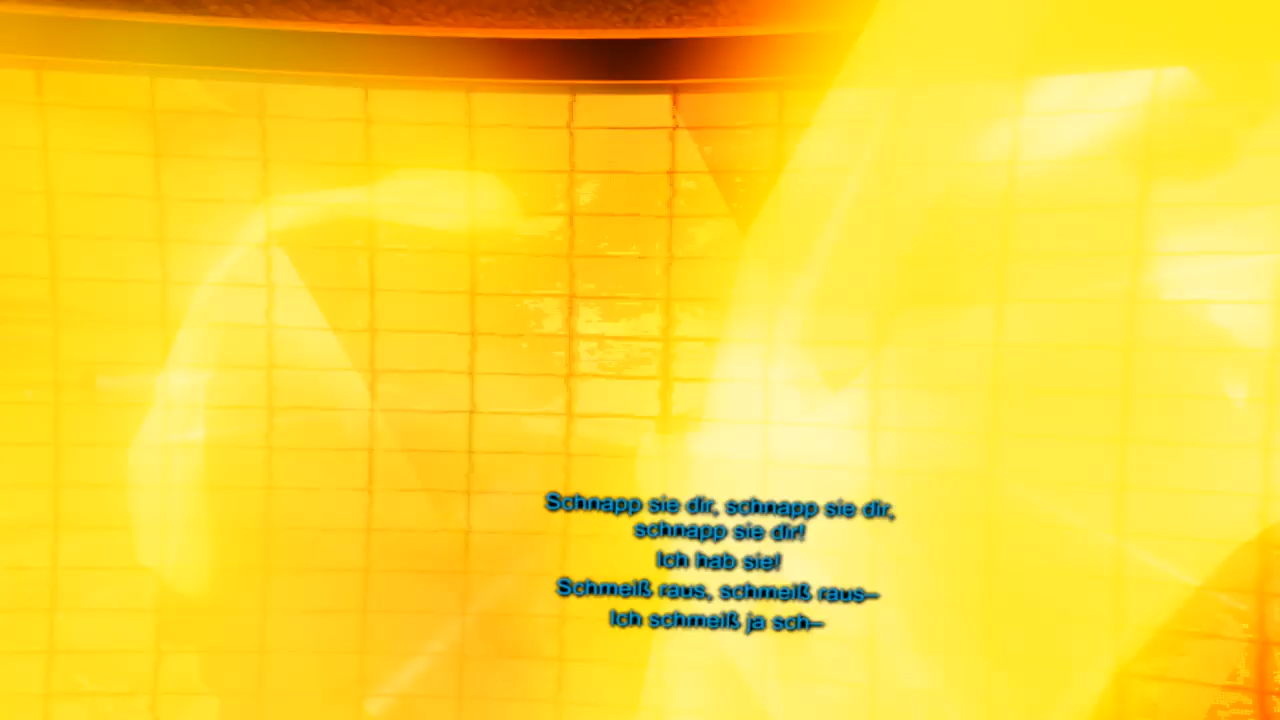 Schnapp sie dir, schnapp sie dir,
schnapp sie dir!
Ich hab sie!
Schmeiß raus, schmeiß raus–
Ich schmeiß ja sch–